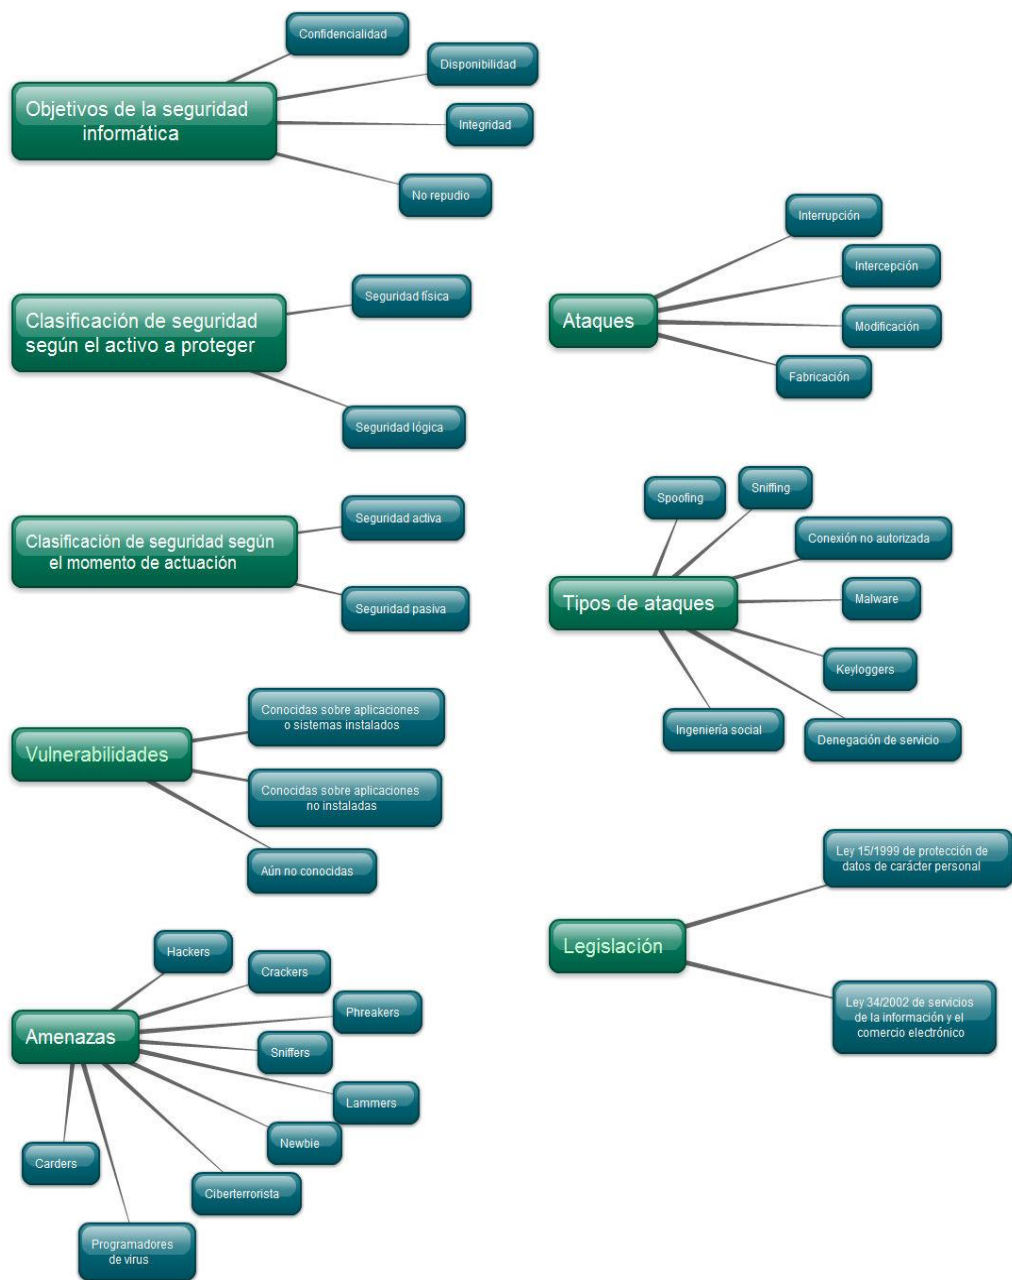 Objetivos de la seguridad
informática
Confidencialidad
Disponibilidad
Integridad
No repudio
Clasificación de seguridad
según el activo a proteger
Seguridad física
Seguridad lógica
Clasificación de seguridad según
el momento de actuación
Seguridad activa
Seguridad pasiva
Vulnerabilidades
Conocidas sobre aplicaciones
o sistemas instalados
Conocidas sobre aplicaciones
no instaladas
Aún no conocidas
Amenazas
Hackers
Crackers
Phreakers
Sniffers
Lammers
Newbie
Ciberterrorista
Programadores
de virus
Carders
Ataques
Interrupción
Intercepción
Modificación
Fabricación
Tipos de ataques
Spoofing
Sniffing
Conexión no autorizada
Malware
Keyloggers
Denegación de servicio
Ingeniería social
Legislación
Ley 15/1999 de protección de
datos de carácter personal
Ley 34/2002 de servicios
de la información y el
comercio electrónico